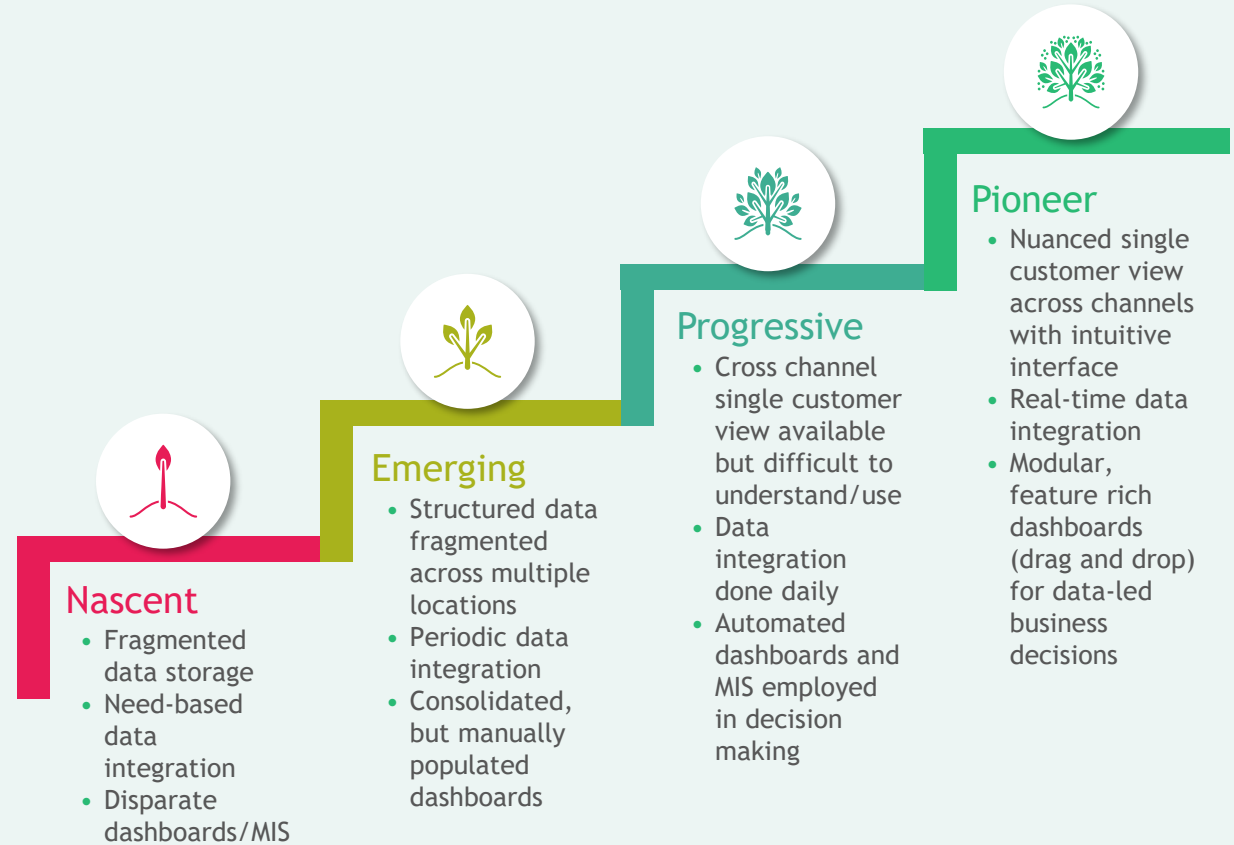 Nascent
• Fragmented
data storage
• Need-based
data
integration
• Disparate
dashboards/MIS
Emerging
• Structured data
fragmented
across multiple
locations
• Periodic data
integration
• Consolidated,
but manually
populated
dashboards
Progressive
• Cross channel
single customer
view available
but difficult to
understand/use
• Data
integration
done daily
• Automated
dashboards and
MIS employed
in decision
making
Pioneer
• Nuanced single
customer view
across channels
with intuitive
interface
• Real-time data
integration
• Modular,
feature rich
dashboards
(drag and drop)
for data-led
business
decisions